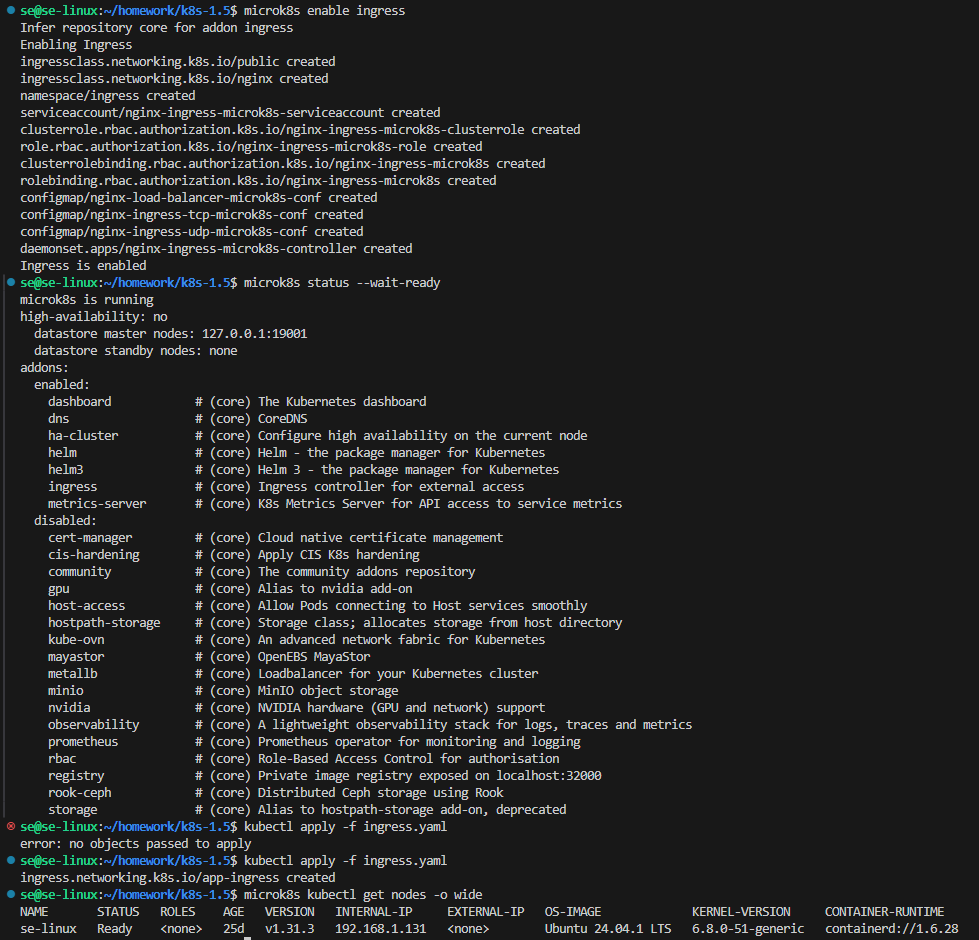 se@se-linux:~/homework/k8s-1.5$ microk8s enable ingress
Infer repository core for addon ingress
Enabling Ingress
ingressclass.networking.k8s.io/public created
ingressclass.networking.k8s.io/nginx created
namespace/ingress created
serviceaccount/nginx-ingress-microk8s-serviceaccount created
clusterrole.rbac.authorization.k8s.io/nginx-ingress-microk8s-clusterrole created
role.rbac.authorization.k8s.io/nginx-ingress-microk8s-role created
clusterrolebinding.rbac.authorization.k8s.io/nginx-ingress-microk8s created
rolebinding.rbac.authorization.k8s.io/nginx-ingress-microk8s created
configmap/nginx-load-balancer-microk8s-conf created
configmap/nginx-ingress-tcp-microk8s-conf created
configmap/nginx-ingress-udp-microk8s-conf created
daemonset.apps/nginx-ingress-microk8s-controller created
Ingress is enabled
se@se-linux:~/homework/k8s-1.5$ microk8s status --wait-ready
microk8s is running
high-availability: no
  datastore master nodes: 127.0.0.1:19001
  datastore standby nodes: none
addons:
  enabled:
    dashboard            # (core) The Kubernetes dashboard
    dns                  # (core) CoreDNS
    ha-cluster           # (core) Configure high availability on the current node
    helm                 # (core) Helm - the package manager for Kubernetes
    helm3                # (core) Helm 3 - the package manager for Kubernetes
    ingress              # (core) Ingress controller for external access
    metrics-server       # (core) K8s Metrics Server for API access to service metrics
  disabled:
    cert-manager         # (core) Cloud native certificate management
    cis-hardening        # (core) Apply CIS K8s hardening
    community            # (core) The community addons repository
    gpu                  # (core) Alias to nvidia add-on
    host-access          # (core) Allow Pods connecting to Host services smoothly
    hostpath-storage     # (core) Storage class; allocates storage from host directory
    kube-ovn             # (core) An advanced network fabric for Kubernetes
    mayastor             # (core) OpenEBS MayaStor
    metallb              # (core) Loadbalancer for your Kubernetes cluster
    minio                # (core) MinIO object storage
    nvidia               # (core) NVIDIA hardware (GPU and network) support
    observability        # (core) A lightweight observability stack for logs, traces and metrics
    prometheus           # (core) Prometheus operator for monitoring and logging
    rbac                 # (core) Role-Based Access Control for authorisation
    registry             # (core) Private image registry exposed on localhost:32000
    rook-ceph            # (core) Distributed Ceph storage using Rook
    storage              # (core) Alias to hostpath-storage add-on, deprecated
se@se-linux:~/homework/k8s-1.5$ kubectl apply -f ingress.yaml
error: no objects passed to apply
se@se-linux:~/homework/k8s-1.5$ kubectl apply -f ingress.yaml
ingress.networking.k8s.io/app-ingress created
se@se-linux:~/homework/k8s-1.5$ microk8s kubectl get nodes -o wide
NAME       STATUS   ROLES    AGE   VERSION   INTERNAL-IP     EXTERNAL-IP   OS-IMAGE             KERNEL-VERSION     CONTAINER-RUNTIME
se-linux   Ready    <none>   25d   v1.31.3   192.168.1.131   <none>        Ubuntu 24.04.1 LTS   6.8.0-51-generic   containerd://1.6.28